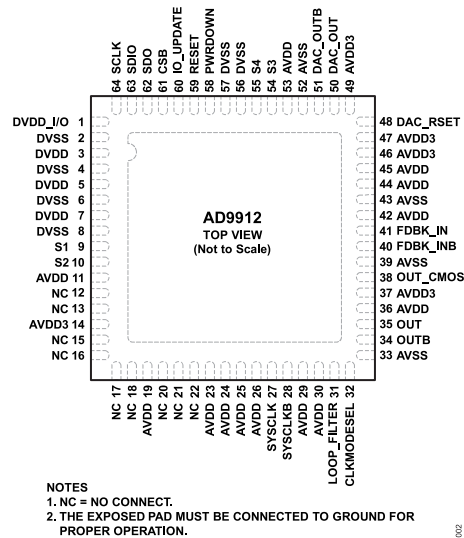 64 SCLK
63 SDIO
62 SDO
61 CSB
60 IO_UPDATE
59 RESET
58 PWRDOWN
57 DVSS
56 DVSS
55 S4
54 S3
53 AVDD
52 AVSS
51 DAC_OUTB
50 DAC_OUT
49 AVDD3
DVDD_I/O 1
DVSS 2
DVDD 3
DVSS 4
DVDD 5
DVSS 6
DVDD 7
DVSS 8
S1 9
S2 10
AVDD 11
NC 12
NC 13
AVDD3 14
NC 15
NC 16
AD9912
TOP VIEW
(Not to Scale)
48 DAC_RSET
47 AVDD3
46 AVDD3
45 AVDD
44 AVDD
43 AVSS
42 AVDD
41 FDBK_IN
40 FDBK_INB
39 AVSS
38 OUT_CMOS
37 AVDD3
36 AVDD
35 OUT
34 OUTB
33 AVSS
NC 17
NC 18
AVDD 19
NC 20
NC 21
NC 22
AVDD 23
AVDD 24
AVDD 25
AVDD 26
SYSCLK 27
SYSCLKB 28
AVDD 29
AVDD 30
LOOP_FILTER 31
CLKMODESEL 32
NOTES
1. NC = NO CONNECT.
2. THE EXPOSED PAD MUST BE CONNECTED TO GROUND FOR
PROPER OPERATION.
002